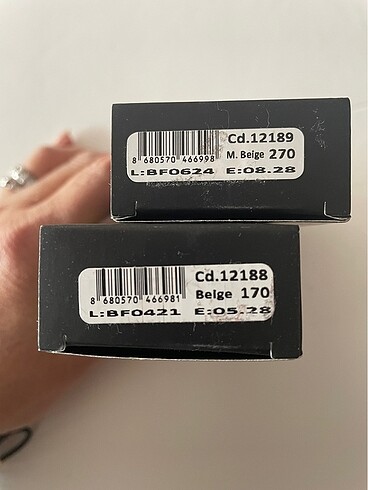 Cd.12189
8 680570 466998
M. Beige 270
L:BF0624 E:08.28
Cd.12188
8 680570 466981
Beige 170
L:BF0421 E:05.28